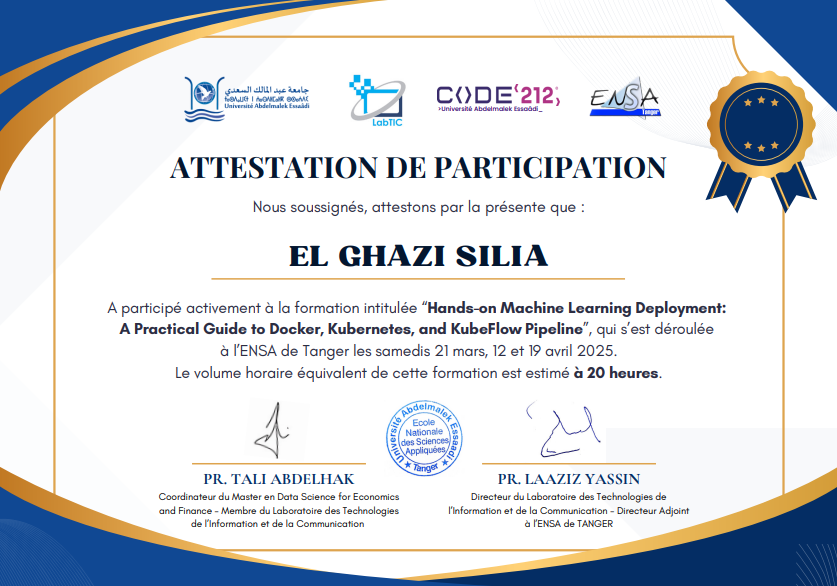 جامعة عبد المالك السعدي
Université Abdelmalek Essaâdi
LabTIC
CODE 212
›Université Abdelmalek Essaâdi_
ENSA
Tanger
ATTESTATION DE PARTICIPATION
Nous soussignés, attestons par la présente que :
EL GHAZI SILIA
A participé activement à la formation intitulée “Hands-on Machine Learning Deployment:
A Practical Guide to Docker, Kubernetes, and KubeFlow Pipeline”, qui s’est déroulée
à l’ENSA de Tanger les samedis 21 mars, 12 et 19 avril 2025.
Le volume horaire équivalent de cette formation est estimé à 20 heures.
Université Abdelmalek Essaadi
Ecole
Nationale
des Sciences
Appliquées
★ Tanger ★
PR. TALI ABDELHAK
Coordinateur du Master en Data Science for Economics
and Finance - Membre du Laboratoire des Technologies
de l’Information et de la Communication
PR. LAAZIZ YASSIN
Directeur du Laboratoire des Technologies de
l’Information et de la Communication - Directeur Adjoint
à l’ENSA de TANGER